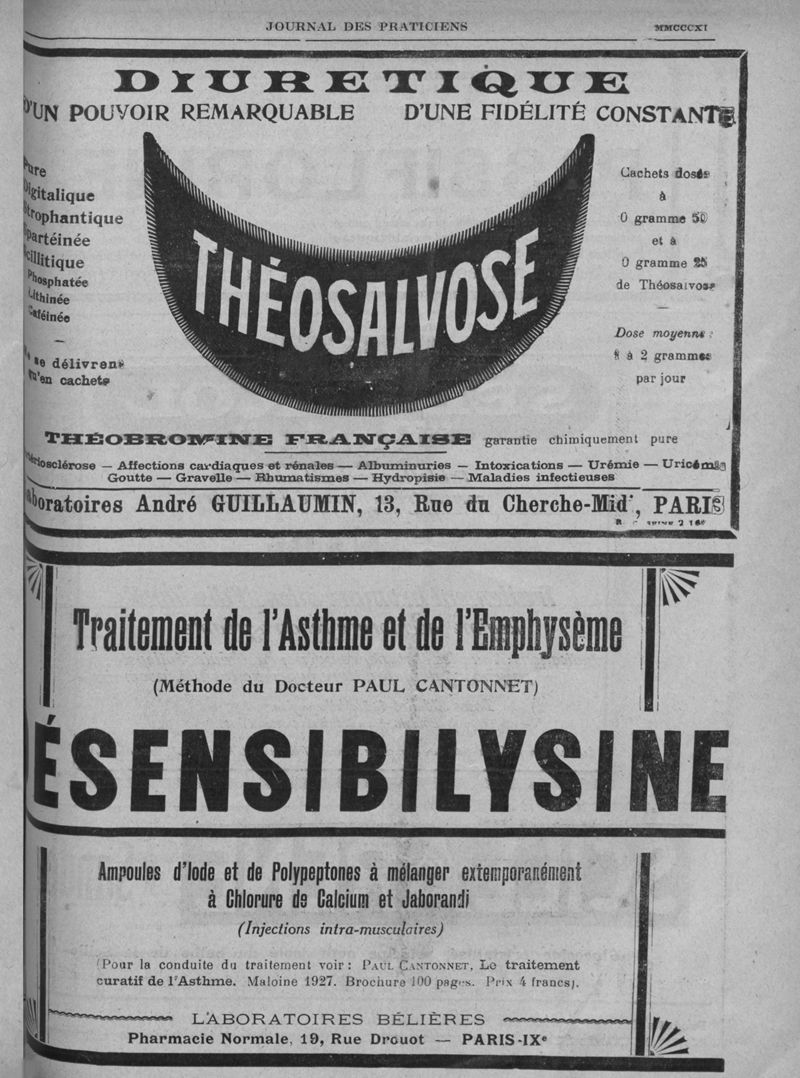 JOURNAL DES PRATICIENS
MMCCCXI
DIURETIQUE
D'UN POUVOIR REMARQUABLE
D'UNE FIDÉLITÉ CONSTANTE
Pure
Digitalique
Strophantique
Spartéinée
Scillitique
Phosphatée
Lithinée
Caféinée
se délivrent
qu'en cachets
THÉOSALVOSE
Cachets dosés
à
0 gramme 50
et à
0 gramme 25
de Théosalvose
Dose moyenne :
à 2 grammes
par jour
THÉOBROMINE FRANÇAISE garantie chimiquement pure
Artériosclérose — Affections cardiaques et rénales — Albuminuries — Intoxications — Urémie — Uricémie
Goutte — Gravelle — Rhumatismes — Hydropisie — Maladies infectieuses
Laboratoires André GUILLAUMIN, 13, Rue du Cherche-Midi, PARIS
Traitement de l'Asthme et de l'Emphysème
(Méthode du Docteur PAUL CANTONNET)
ÉSENSIBILYSINE
Ampoules d'Iode et de Polypeptones à mélanger extemporanément
à Chlorure de Calcium et Jaborandi
(Injections intra-musculaires)
(Pour la conduite du traitement voir : PAUL CANTONNET. Le traitement
curatif de l'Asthme. Maloine 1927. Brochure 100 pages. Prix 4 francs).
LABORATOIRES BÉLIÈRES
Pharmacie Normale, 19, Rue Drouot — PARIS-IXe